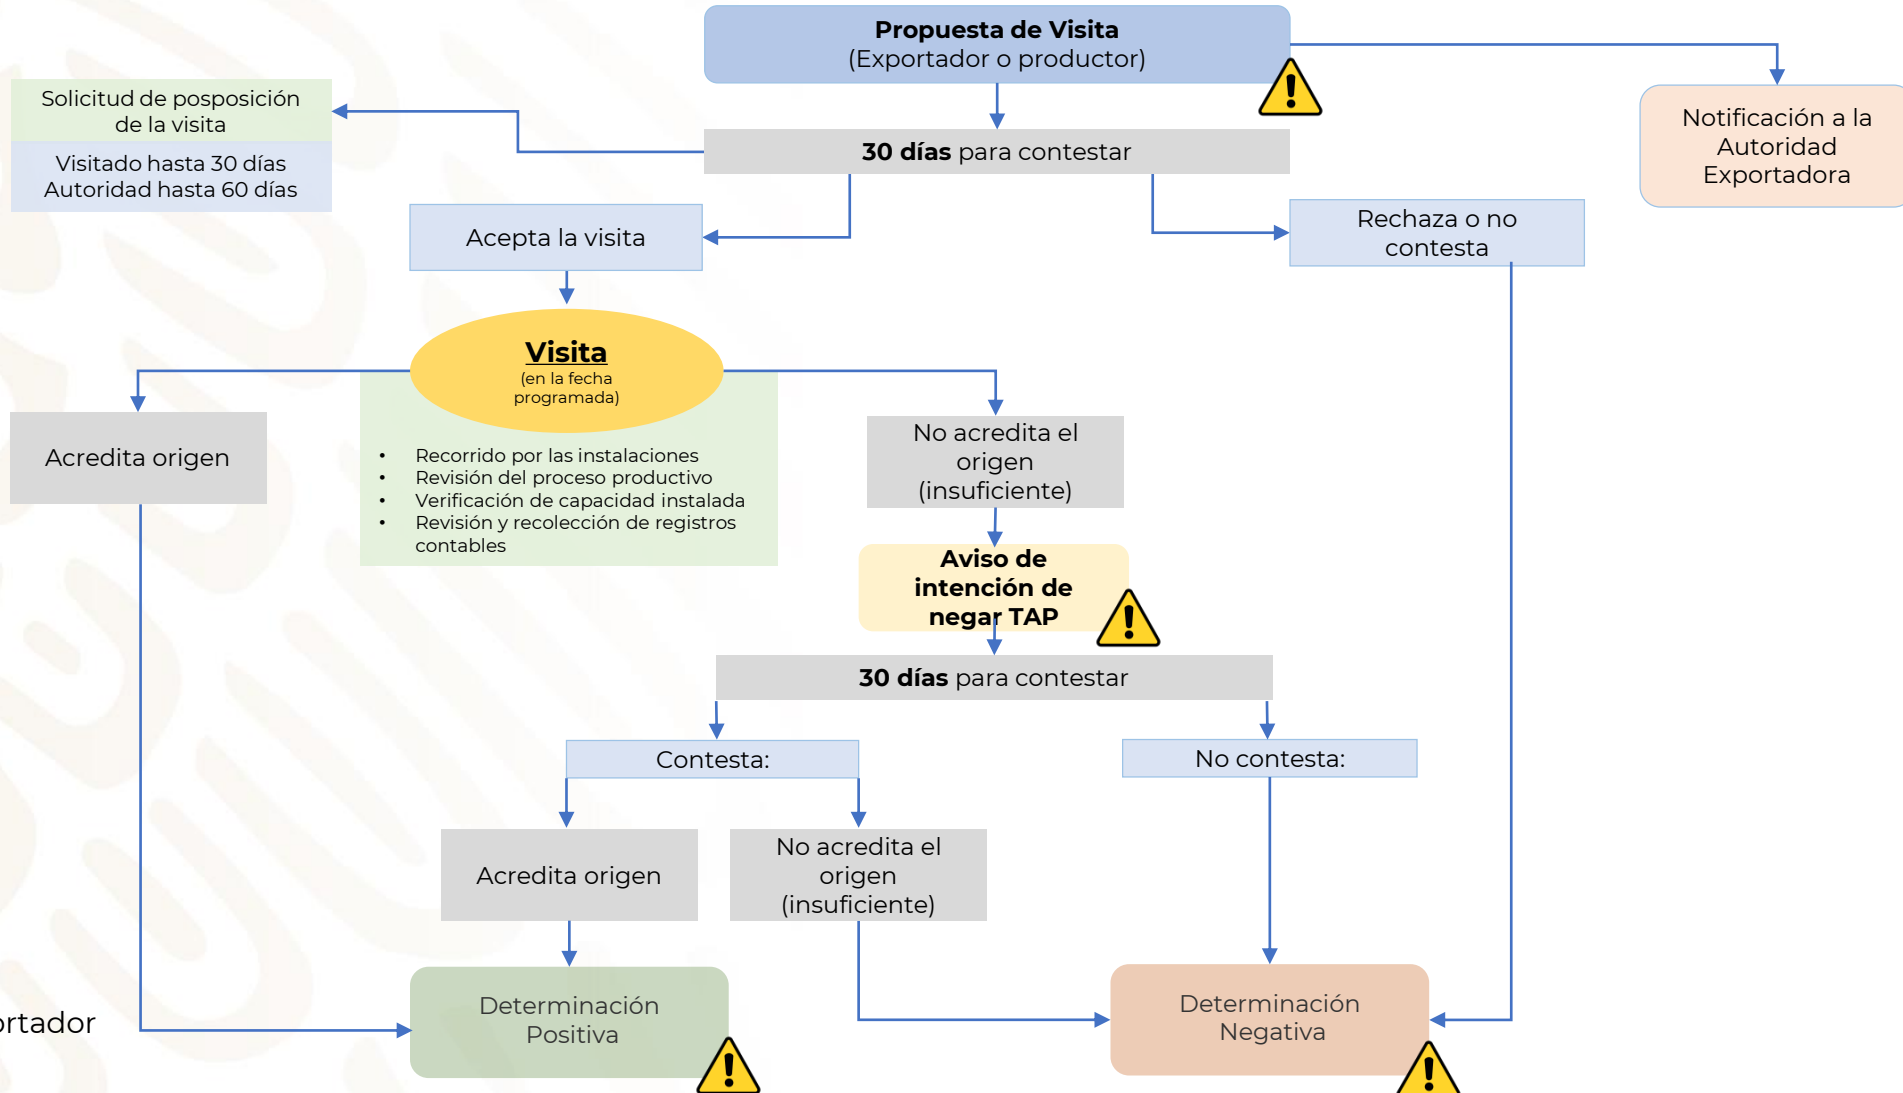 Propuesta de Visita
(Exportador o productor)
Solicitud de posposición
de la visita
Visitado hasta 30 días
Autoridad hasta 60 días
30 días para contestar
Notificación a la
Autoridad
Exportadora
Acepta la visita
Rechaza o no
contesta
Visita
(en la fecha
programada)
Acredita origen
• Recorrido por las instalaciones
• Revisión del proceso productivo
• Verificación de capacidad instalada
• Revisión y recolección de registros
contables
No acredita el
origen
(insuficiente)
Aviso de
intención de
negar TAP
30 días para contestar
Contesta:
No contesta:
Acredita origen
No acredita el
origen
(insuficiente)
Determinación
Positiva
Determinación
Negativa